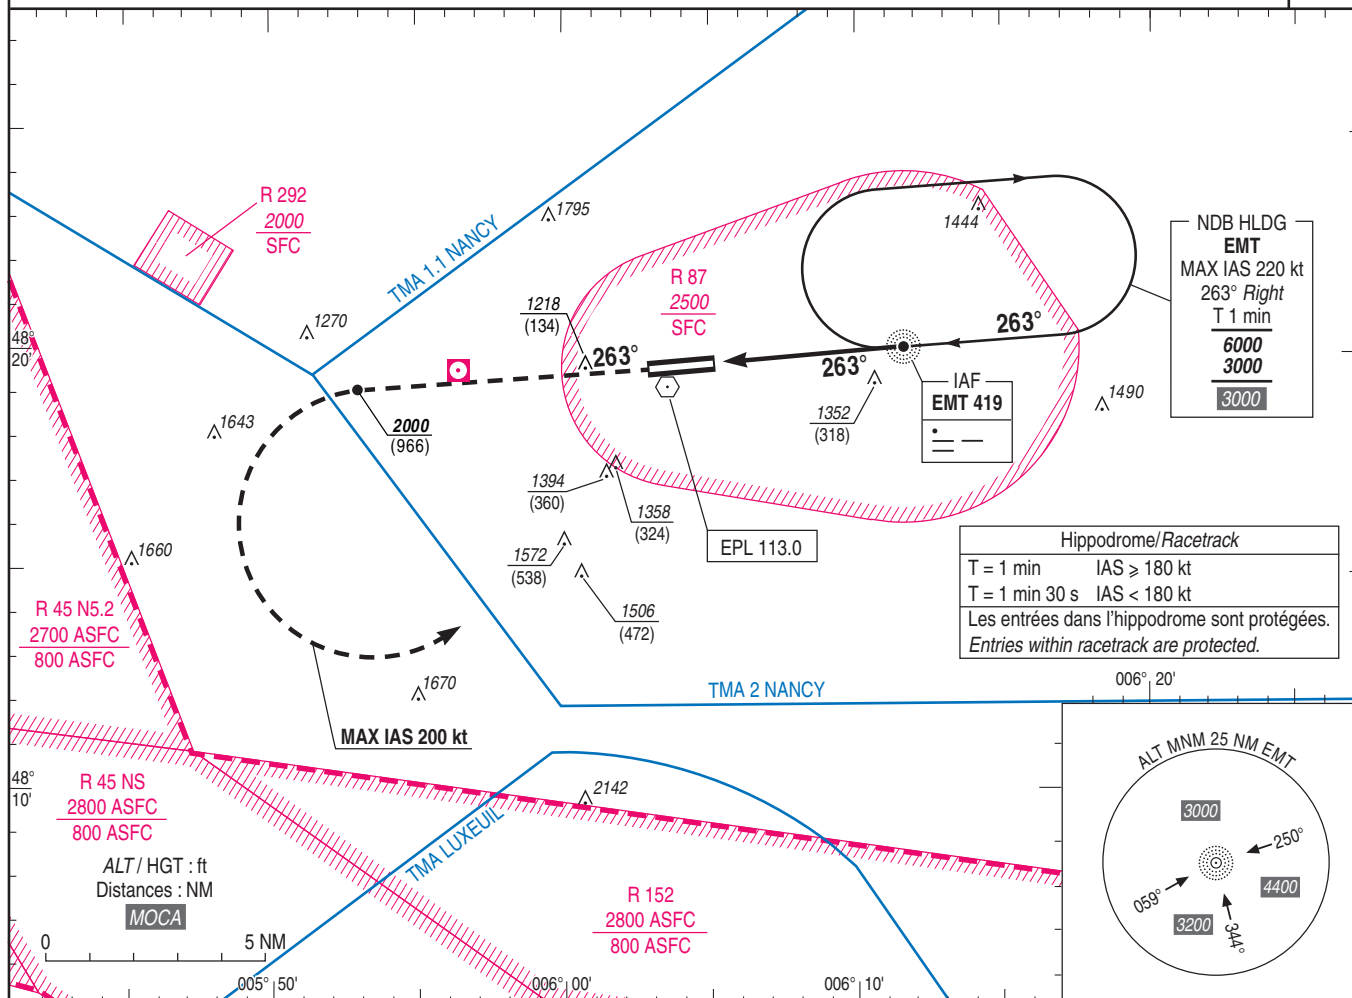 R 292
2000
SFC
1795
TMA 1.1 NANCY
1444
NDB HLDG
EMT
MAX IAS 220 kt
263° Right
T 1 min
6000
3000
3000
R 87
2500
SFC
1218
(134)
1270
48°
20'
263°
263°
263°
IAF
EMT 419
1490
1352
(318)
2000
(966)
1643
1394
(360)
1358
(324)
EPL 113.0
1572
(538)
1506
(472)
1660
Hippodrome/Racetrack
T = 1 min IAS ⩾ 180 kt
T = 1 min 30 s IAS < 180 kt
Les entrées dans l'hippodrome sont protégées.
Entries within racetrack are protected.
R 45 N5.2
2700 ASFC
800 ASFC
1670
TMA 2 NANCY
006° 20'
MAX IAS 200 kt
48°
10'
R 45 NS
2800 ASFC
800 ASFC
2142
TMA LUXEUIL
ALT MNM 25 NM EMT
3000
250°
059°
4400
3200
344°
ALT / HGT : ft
Distances : NM
MOCA
0 5 NM
R 152
2800 ASFC
800 ASFC
005° 50'
006° 00'
006° 10'